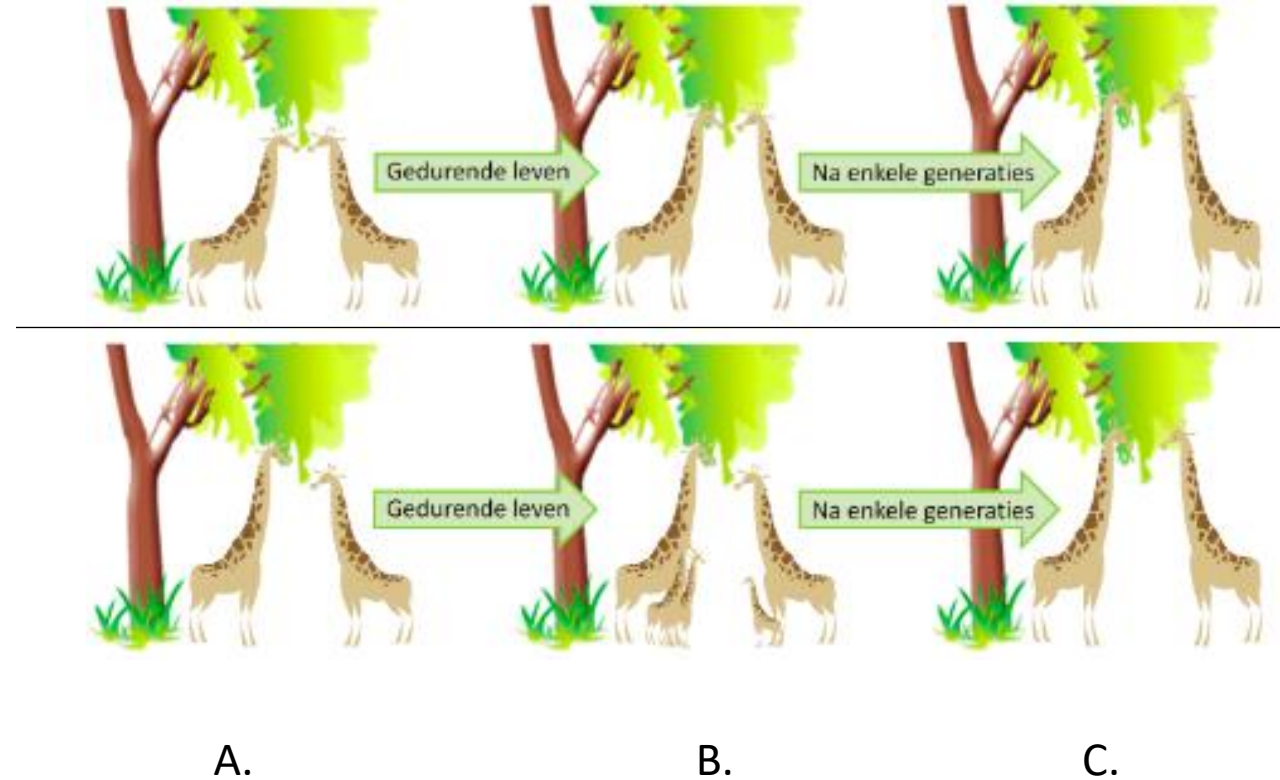 Gedurende leven
Na enkele generaties
Gedurende leven
Na enkele generaties
A.
B.
C.